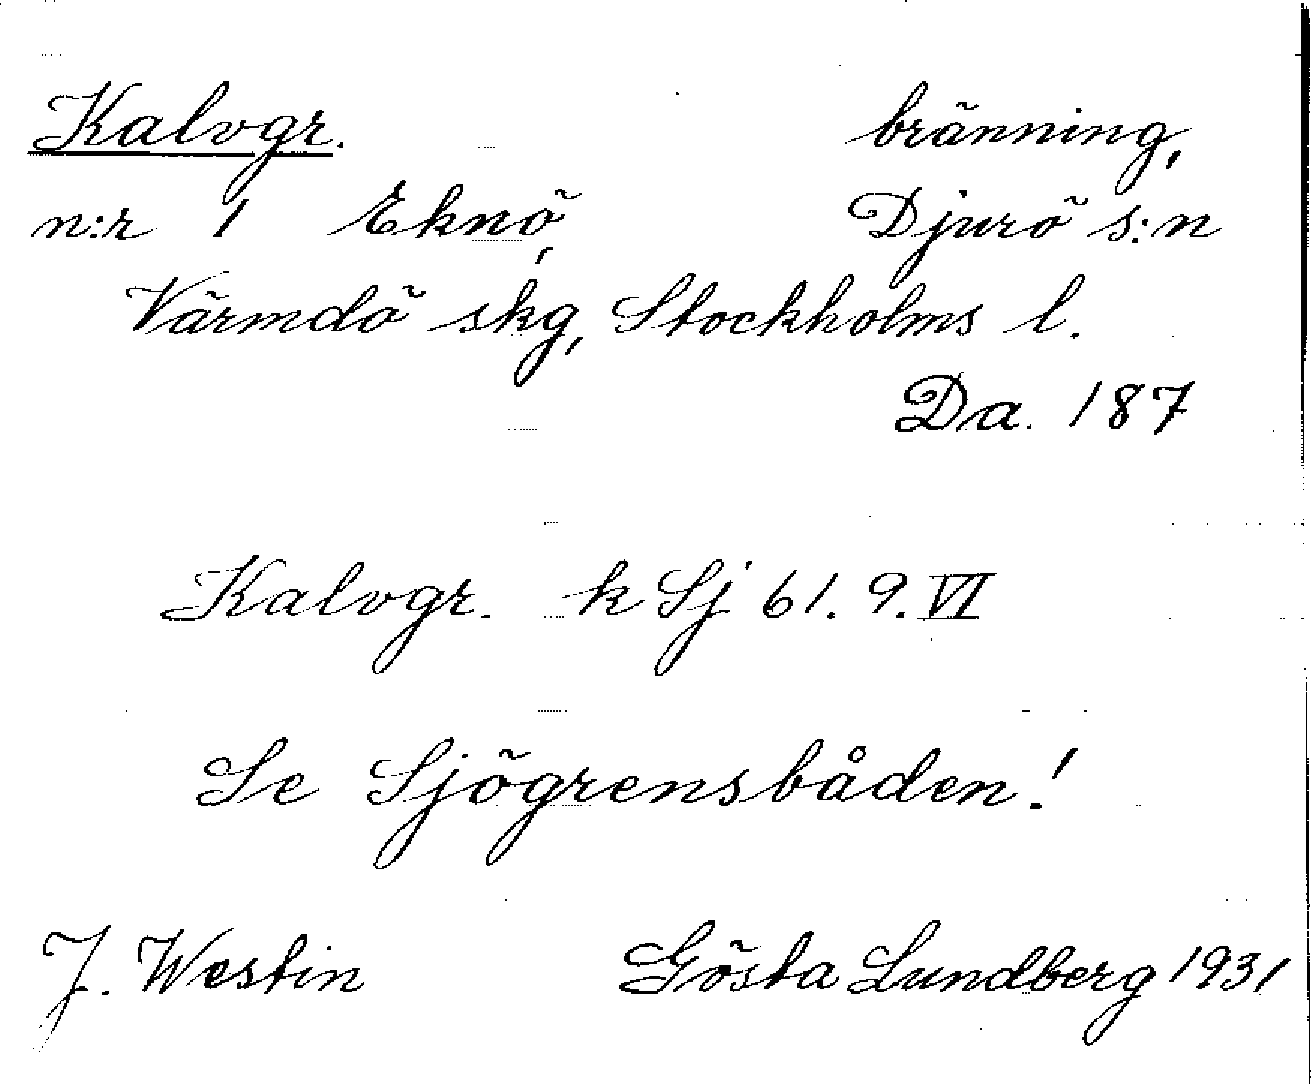 Kalvgr. bränning,
n:r 1 Eknö, Djurö s:n
Värmdö skg, Stockholms l.
Da. 187
Kalvgr. k Sj 61. 9. VI
Se Sjögrensbåden!
J. Westin Gösta Lundberg 1931